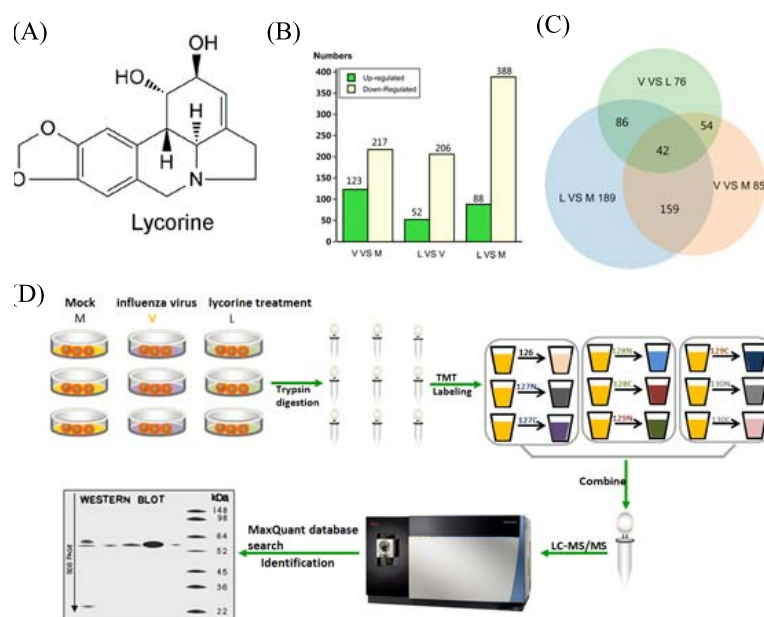 (A)
OH
HO
H
H
N
O
O
Lycorine
(B)
Numbers
Up-regulated
Down-Regulated
400
350
300
250
200
150
100
50
0
123
217
52
206
88
388
V VS M
L VS V
L VS M
(C)
V VS L 76
86
54
42
L VS M 189
V VS M 85
159
(D)
Mock
M
influenza virus
V
lycorine treatment
L
Trypsin
digestion
TMT
Labeling
126
127N
127C
128N
128C
129N
129C
130N
130C
Combine
LC-MS/MS
MaxQuant database
search
Identification
WESTERN BLOT
kDa
148
98
64
52
45
36
22
SDS PAGE